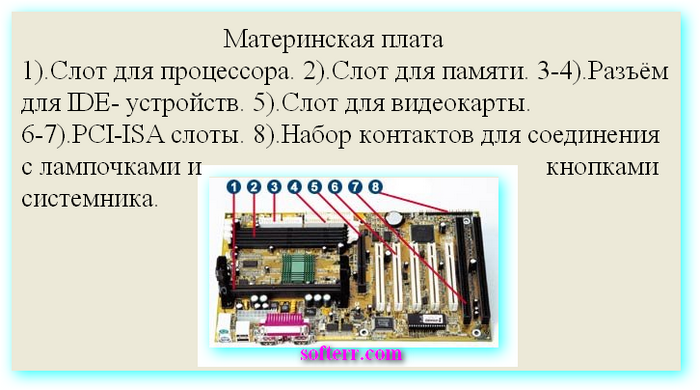 Материнская плата
1).Слот для процессора. 2).Слот для памяти. 3-4).Разъём
для IDE- устройств. 5).Слот для видеокарты.
6-7).PCI-ISA слоты. 8).Набор контактов для соединения
с лампочками и кнопками
системника.
1 2 3 4 5 6 7 8
softerr.com